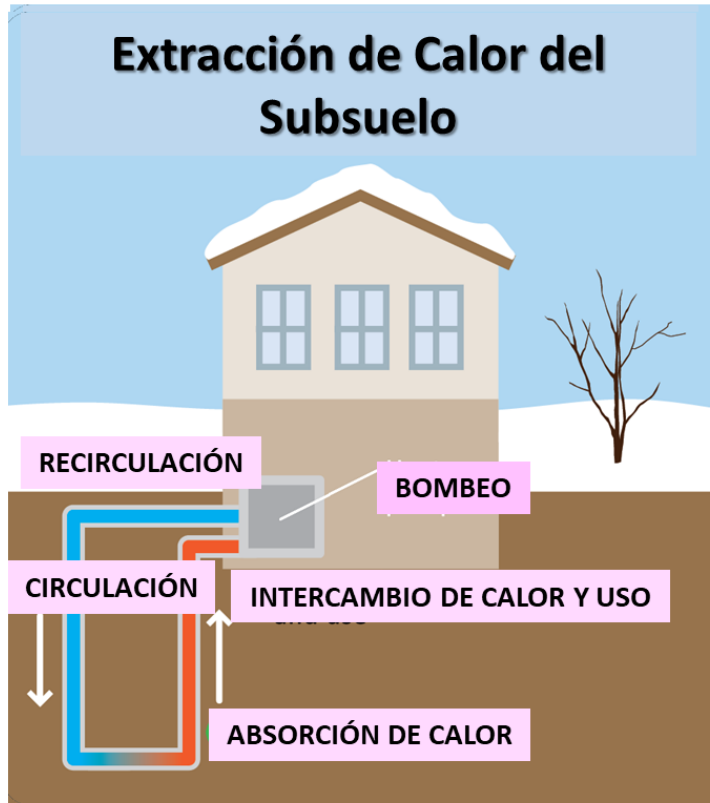 Extracción de Calor del
Subsuelo
RECIRCULACIÓN
BOMBEO
CIRCULACIÓN
INTERCAMBIO DE CALOR Y USO
ABSORCIÓN DE CALOR